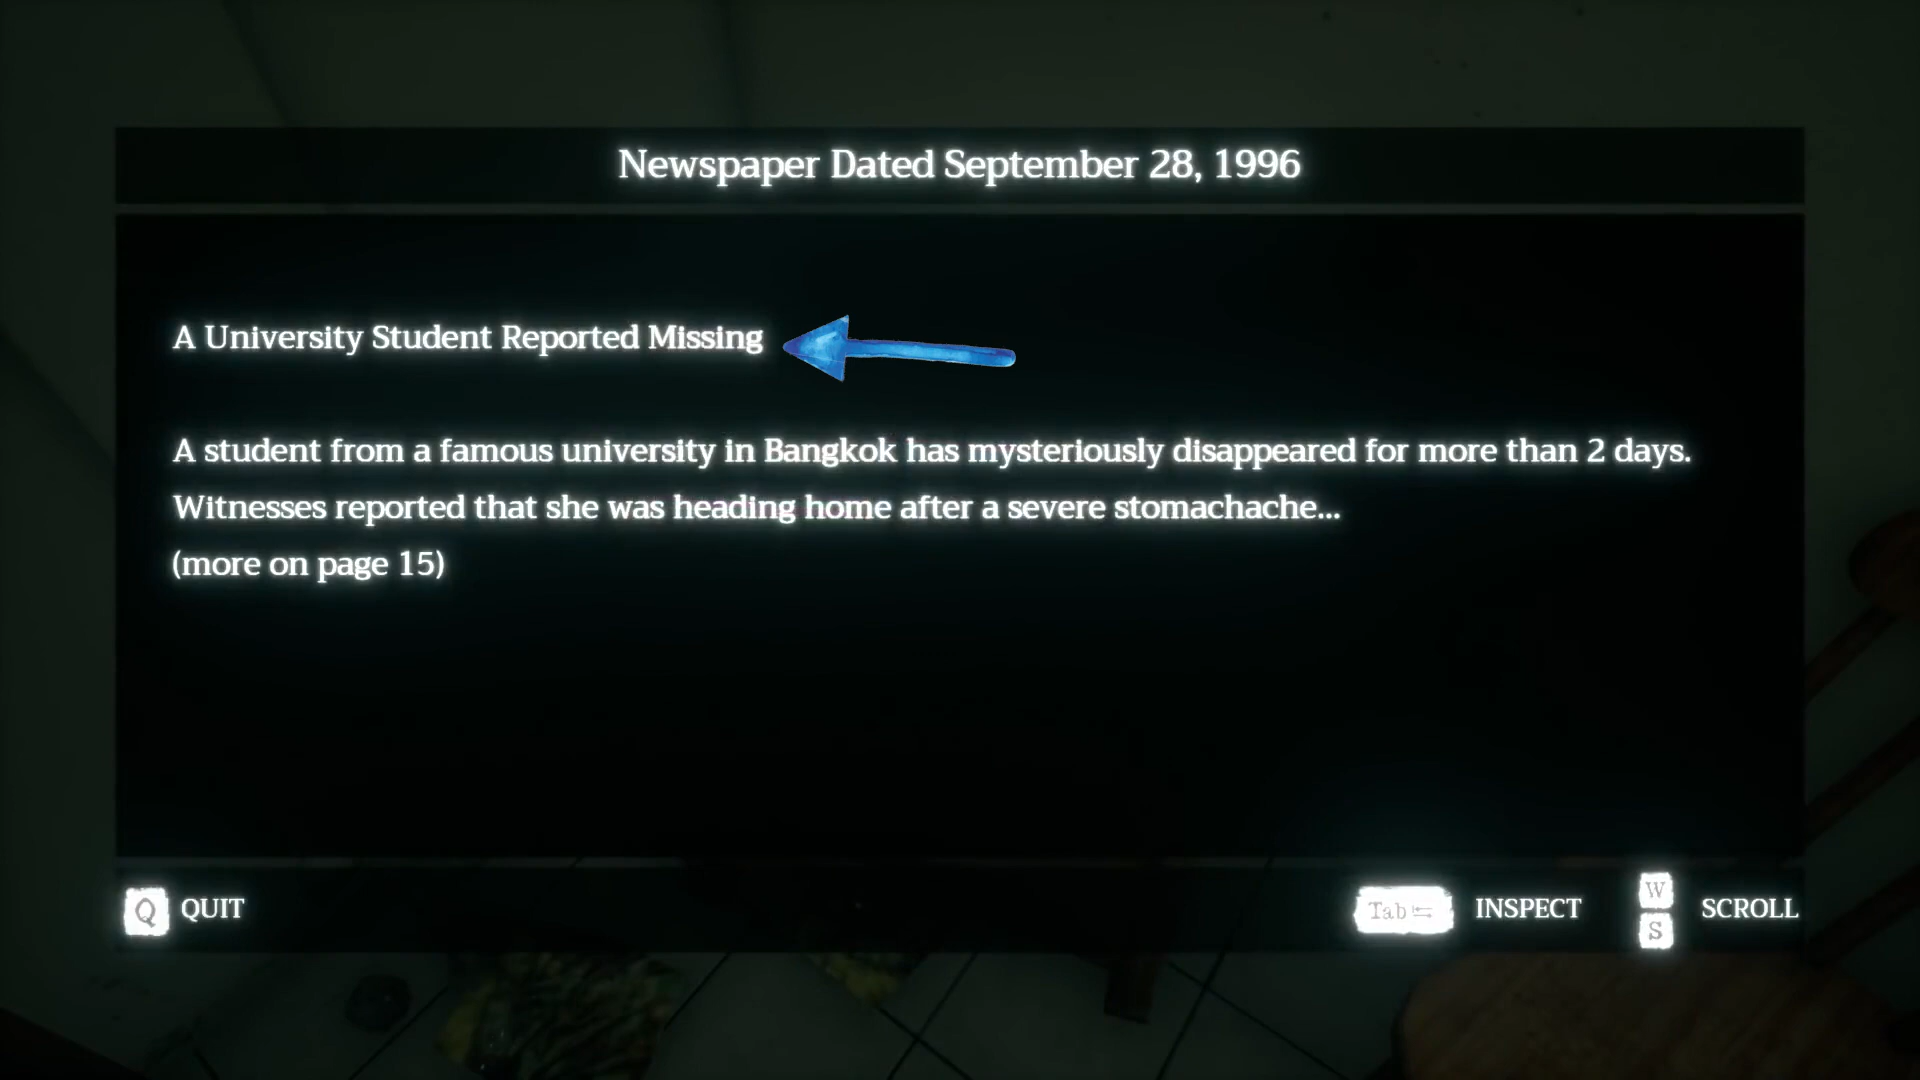 Newspaper Dated September 28, 1996
A University Student Reported Missing
A student from a famous university in Bangkok has mysteriously disappeared for more than 2 days.
Witnesses reported that she was heading home after a severe stomachache...
(more on page 15)
Q QUIT
Tab INSPECT
W
S
SCROLL